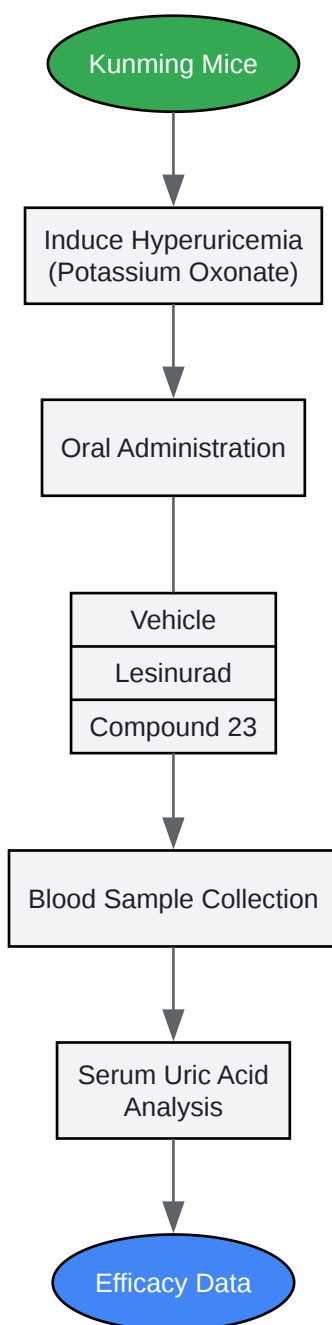 Kunming Mice
Induce Hyperuricemia
(Potassium Oxonate)
Oral Administration
Vehicle
Lesinurad
Compound 23
Blood Sample Collection
Serum Uric Acid
Analysis
Efficacy Data